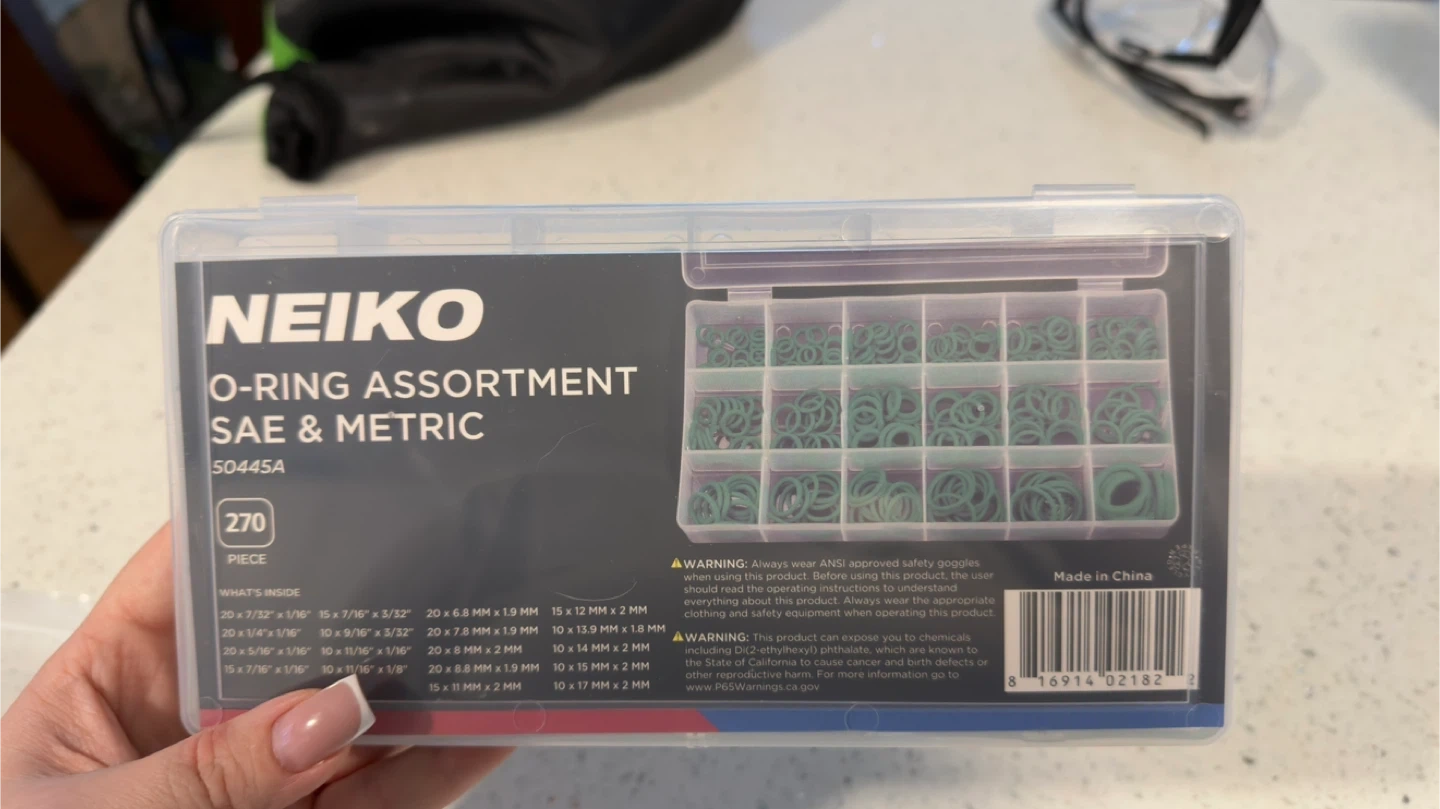 NEIKO
O-RING ASSORTMENT
SAE & METRIC
50445A
270
PIECE
WHAT'S INSIDE
20 x 7/32" x 1/16" 15 x 7/16" x 3/32" 20 x 6.8 MM x 1.9 MM 15 x 12 MM x 2 MM
20 x 1/4" x 1/16" 10 x 9/16" x 3/32" 20 x 7.8 MM x 1.9 MM 10 x 13.9 MM x 1.8 MM
20 x 5/16" x 1/16" 10 x 11/16" x 1/16" 20 x 8 MM x 2 MM 10 x 14 MM x 2 MM
15 x 7/16" x 1/16" 10 x 11/16" x 1/8" 20 x 8.8 MM x 1.9 MM 10 x 15 MM x 2 MM
15 x 11 MM x 2 MM 10 x 17 MM x 2 MM
WARNING: Always wear ANSI approved safety goggles
when using this product. Before using this product, the user
should read the operating instructions to understand
everything about this product. Always wear the appropriate
clothing and safety equipment when operating this product.
WARNING: This product can expose you to chemicals
including Di(2-ethylhexyl) phthalate, which are known to
the State of California to cause cancer and birth defects or
other reproductive harm. For more information go to
www.P65Warnings.ca.gov
Made in China
8 16914 02182 2